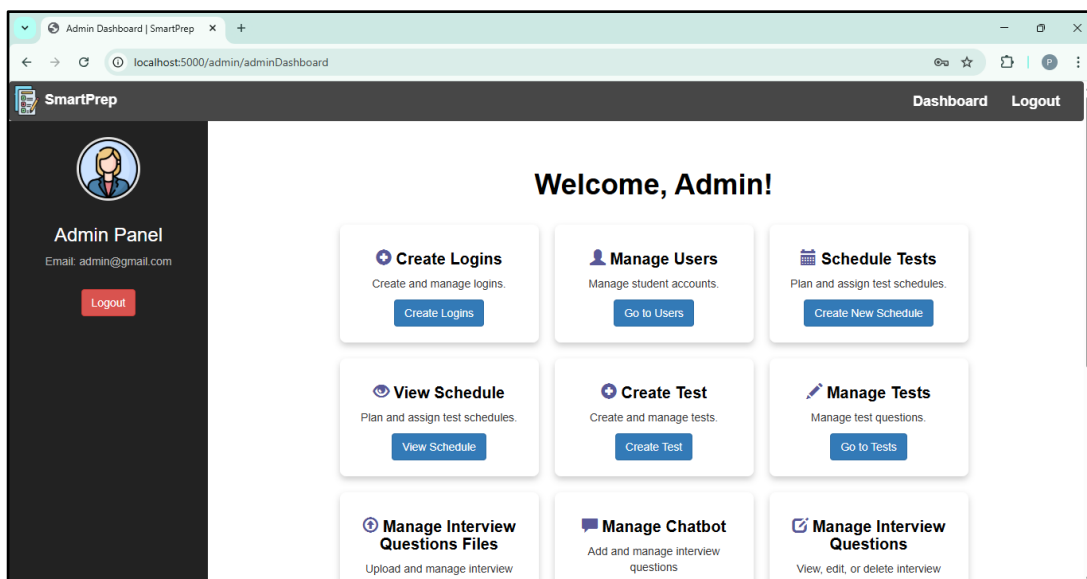 Admin Dashboard | SmartPrep
localhost:5000/admin/adminDashboard
P
SmartPrep
Dashboard Logout
Admin Panel
Email: admin@gmail.com
Logout
Welcome, Admin!
Create Logins
Create and manage logins.
Create Logins
Manage Users
Manage student accounts.
Go to Users
Schedule Tests
Plan and assign test schedules.
Create New Schedule
View Schedule
Plan and assign test schedules.
View Schedule
Create Test
Create and manage tests.
Create Test
Manage Tests
Manage test questions.
Go to Tests
Manage Interview
Questions Files
Upload and manage interview
Manage Chatbot
Add and manage interview
questions
Manage Interview
Questions
View, edit, or delete interview